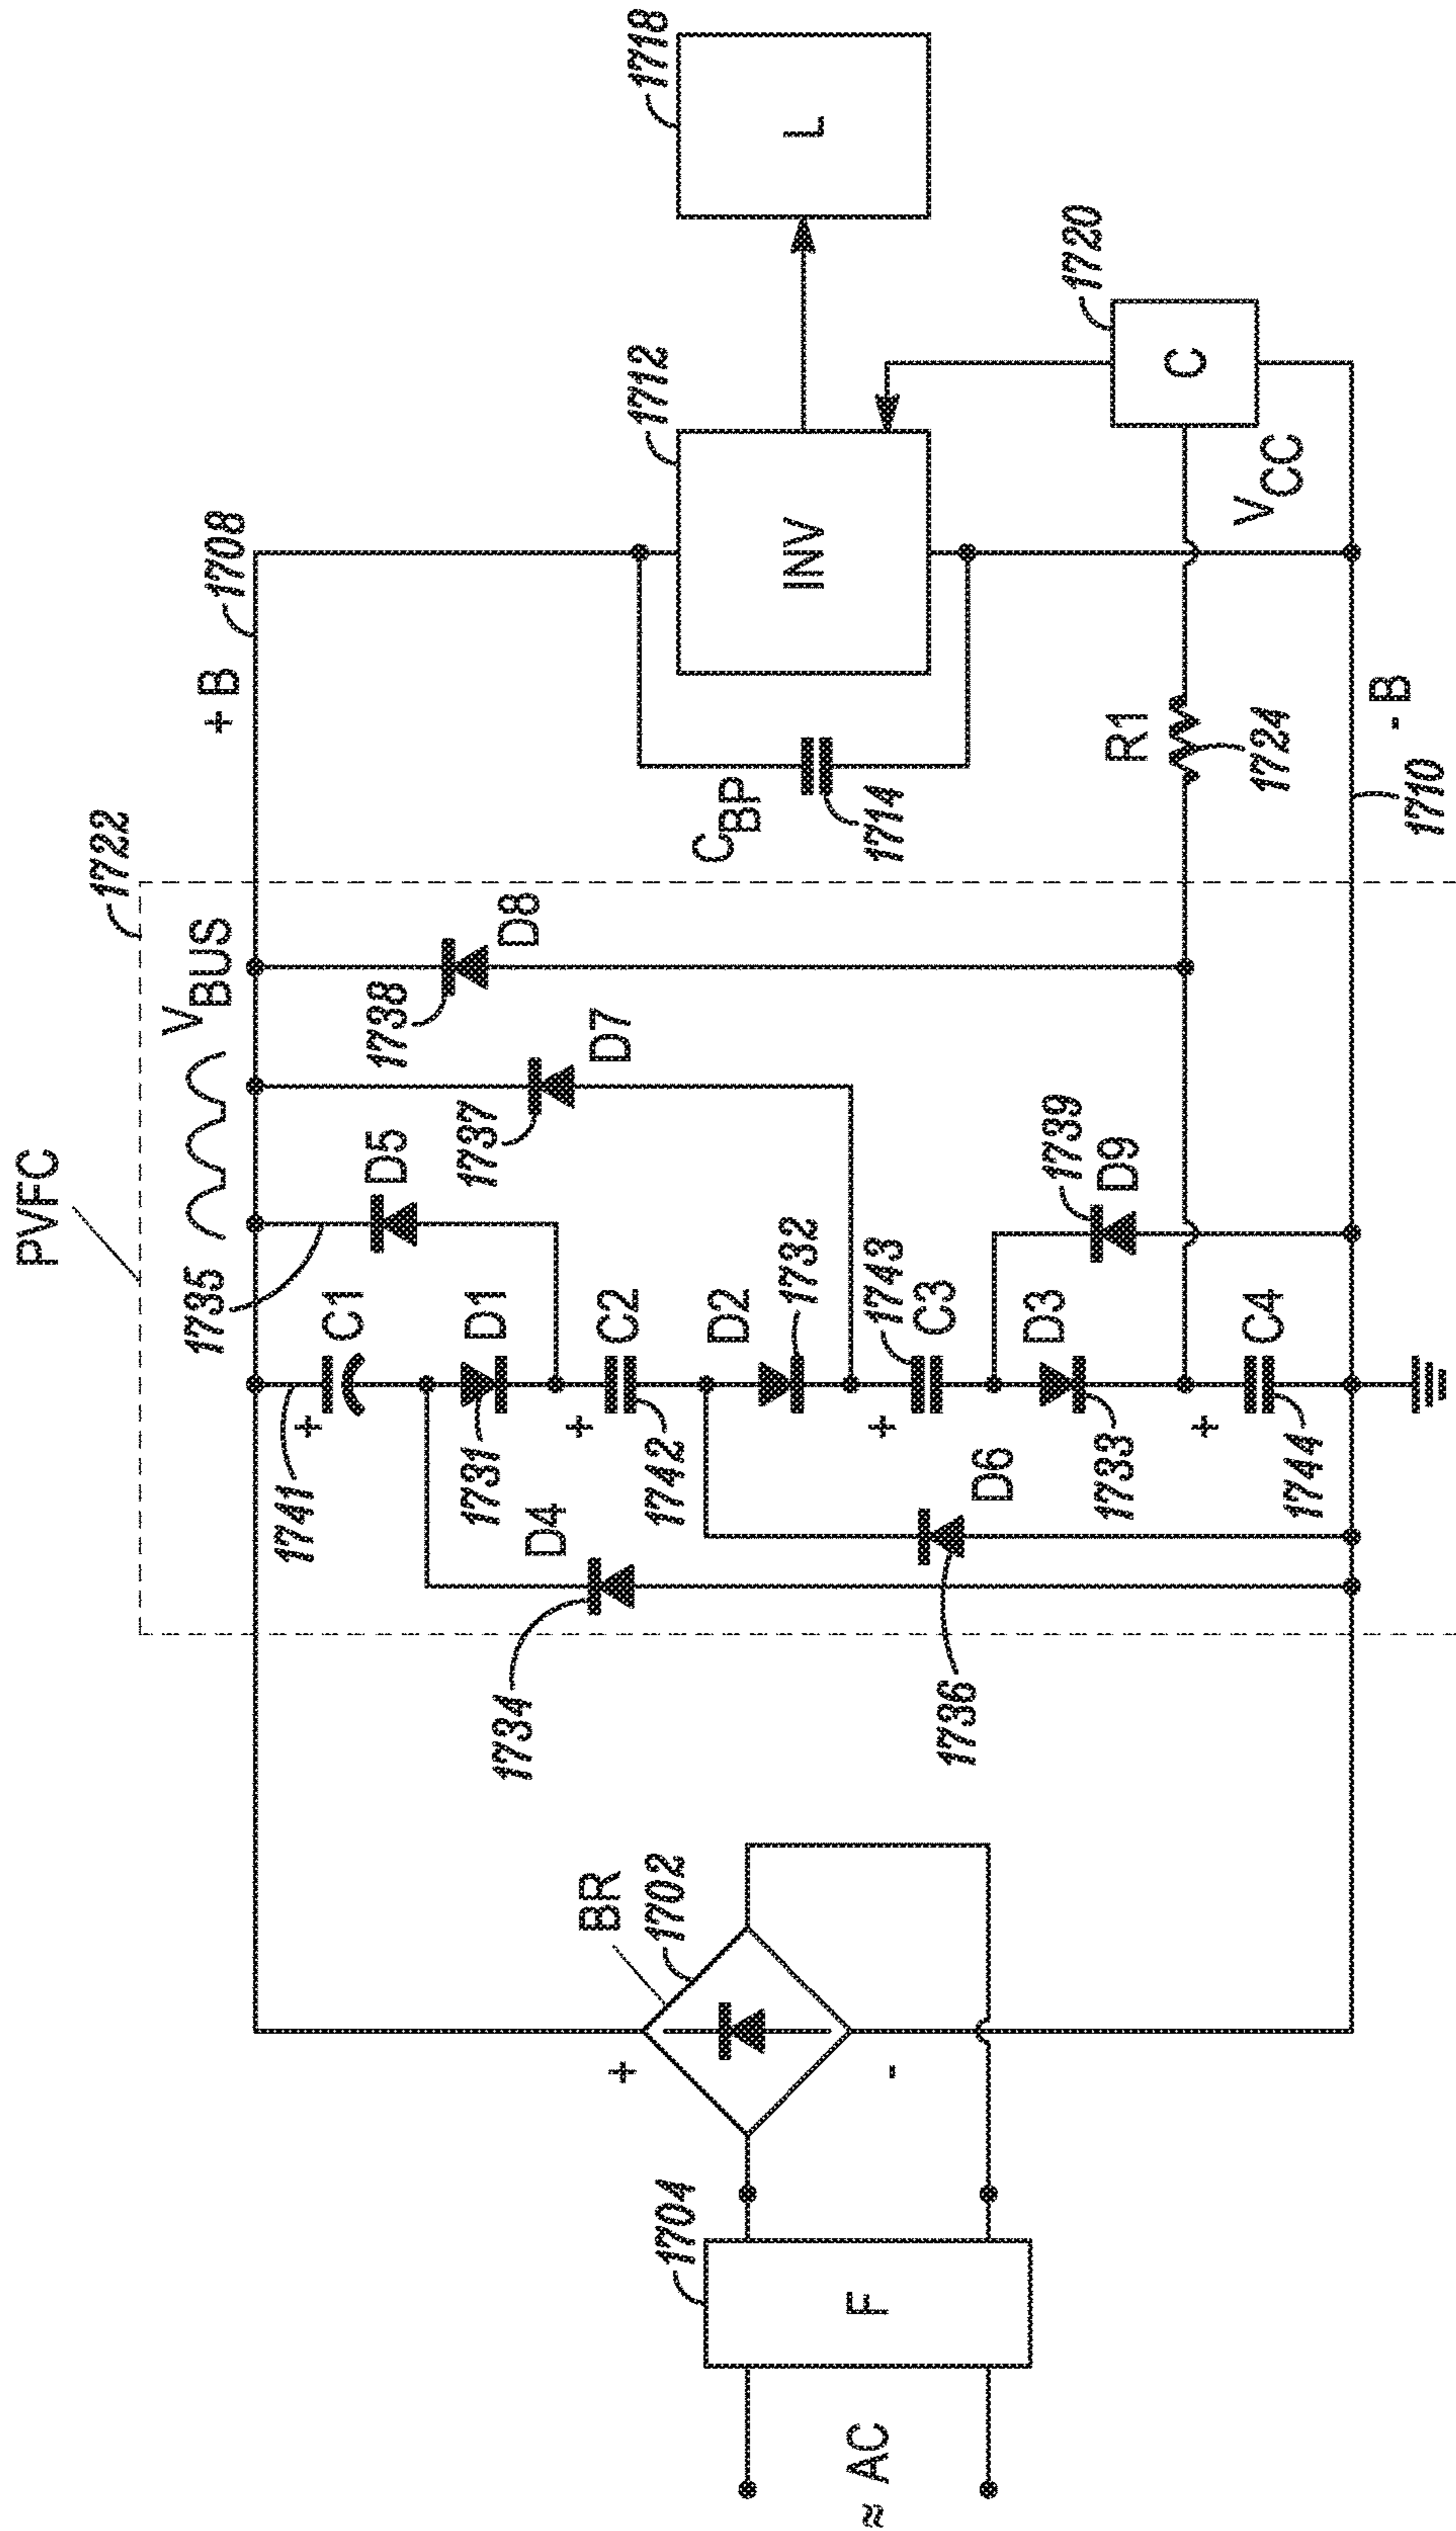 PVFC
1722
VBUS
+ B
1708
1735
1741
+
C1
D5
1738
D8
1737
D7
D1
1731
D4
1734
+
C2
1742
D2
1732
+
1743
C3
D6
1736
1739
D9
D3
1733
+
C4
1744
BR
1702
+
-
1704
F
≈ AC
CBP
1714
INV
1712
L
1718
R1
1724
C
1720
VCC
- B
1710